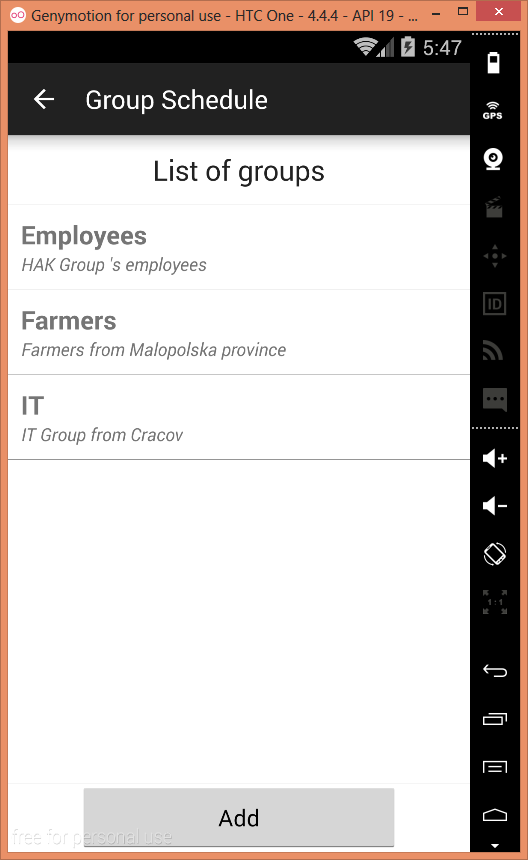 Genymotion for personal use - HTC One - 4.4.4 - API 19 - ...
5:47
Group Schedule
GPS
List of groups
Employees
HAK Group 's employees
Farmers
Farmers from Malopolska province
ID
IT
IT Group from Cracov
1:1
Add
free for personal use